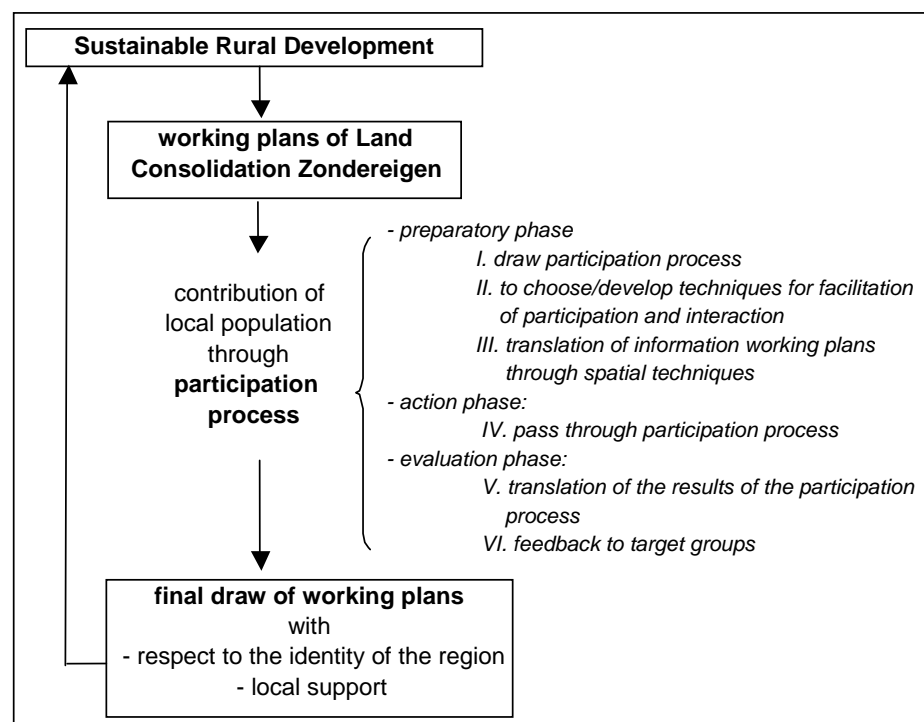 Sustainable Rural Development
working plans of Land
Consolidation Zondereigen
contribution of
local population
through
participation
process
- preparatory phase
I. draw participation process
II. to choose/develop techniques for facilitation
of participation and interaction
III. translation of information working plans
through spatial techniques
- action phase:
IV. pass through participation process
- evaluation phase:
V. translation of the results of the participation
process
VI. feedback to target groups
final draw of working plans
with
- respect to the identity of the region
- local support